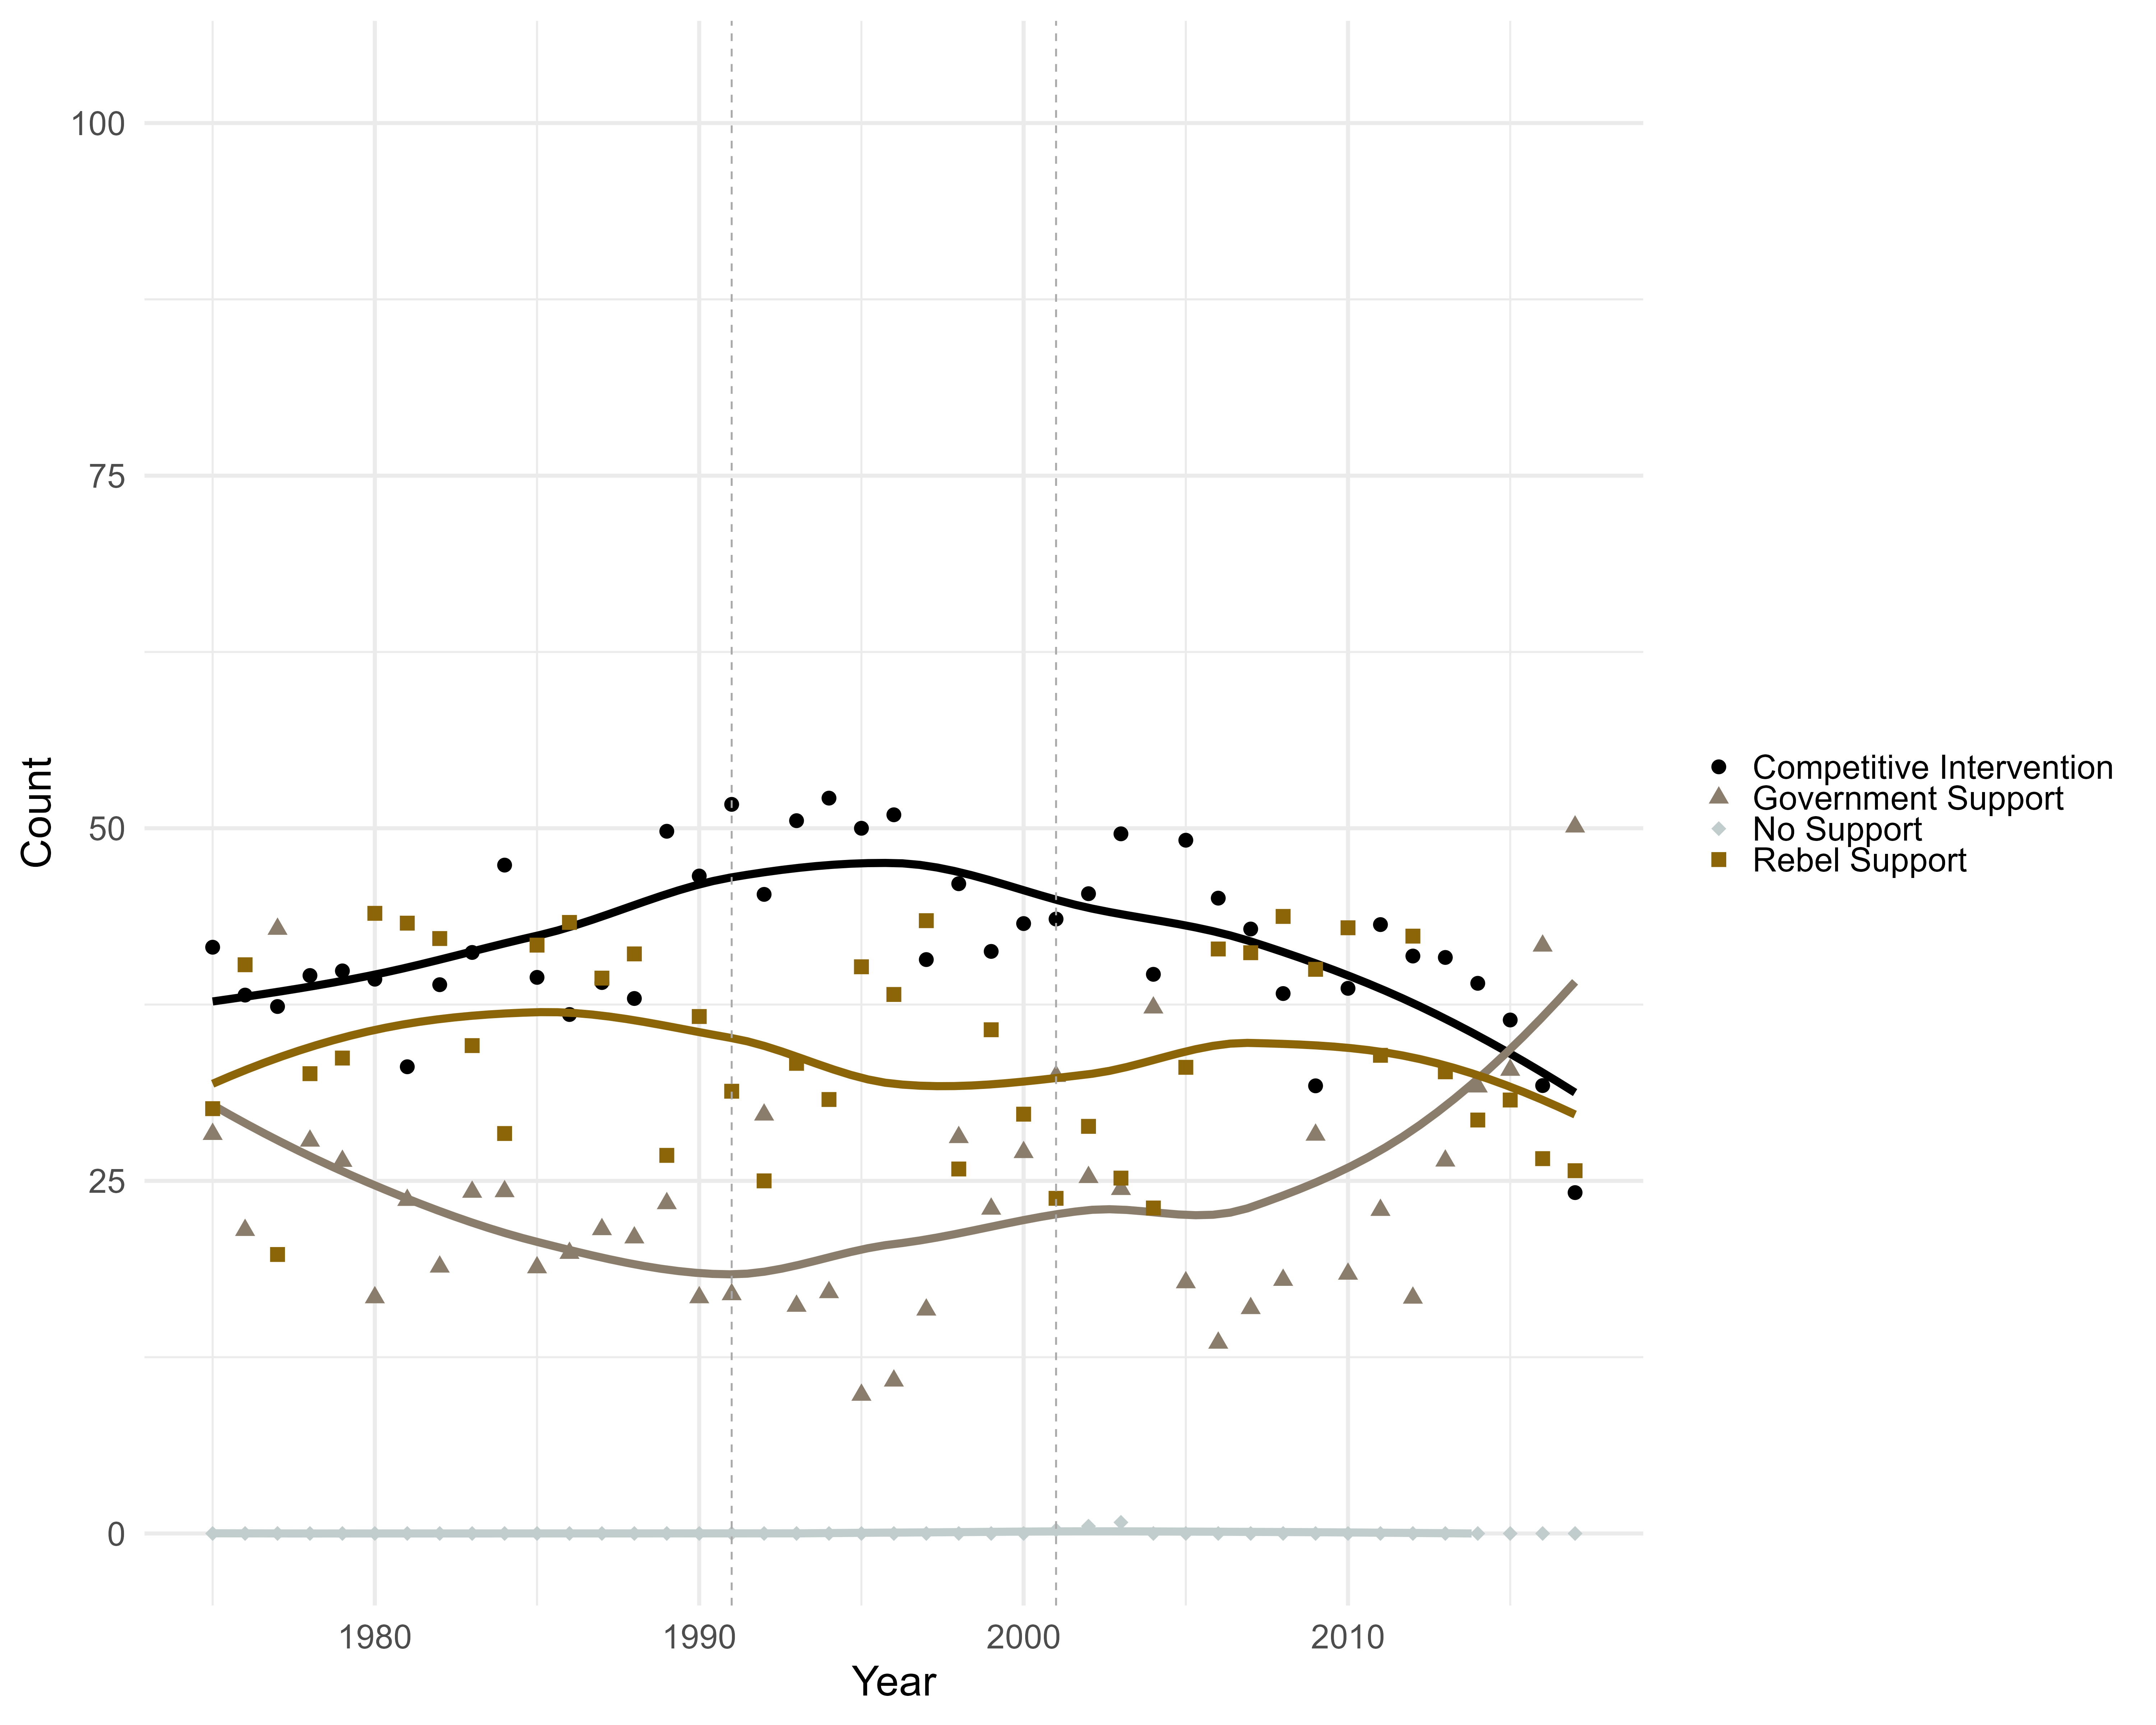 100
75
50
25
0
Count
1980
1990
2000
2010
Year
Competitive Intervention
Government Support
No Support
Rebel Support